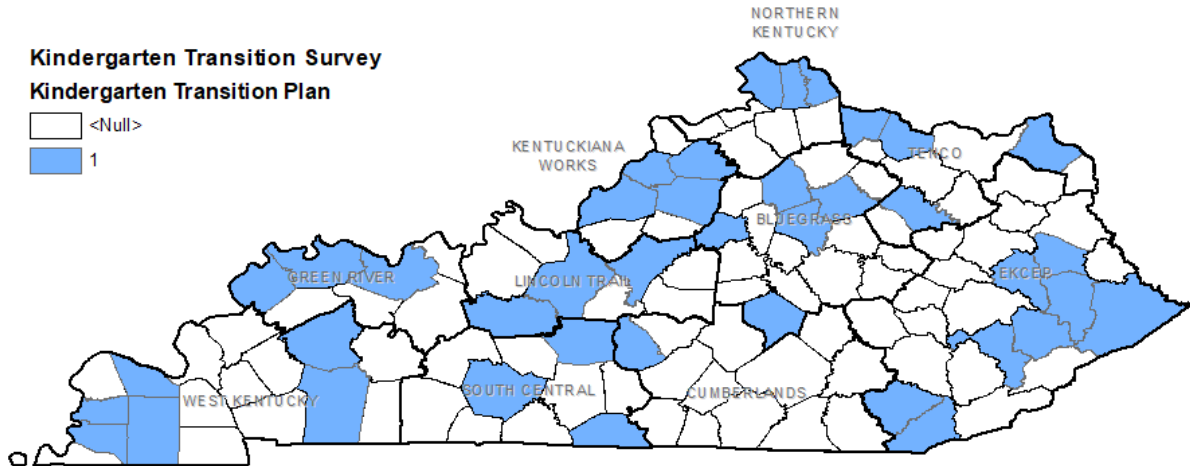 Kindergarten Transition Survey
Kindergarten Transition Plan
<Null>
1
NORTHERN
KENTUCKY
KENTUCKIANA
WORKS
TENCO
BLUEGRASS
GREEN RIVER
LINCOLN TRAIL
EKCEP
WEST KENTUCKY
SOUTH CENTRAL
CUMBERLANDS